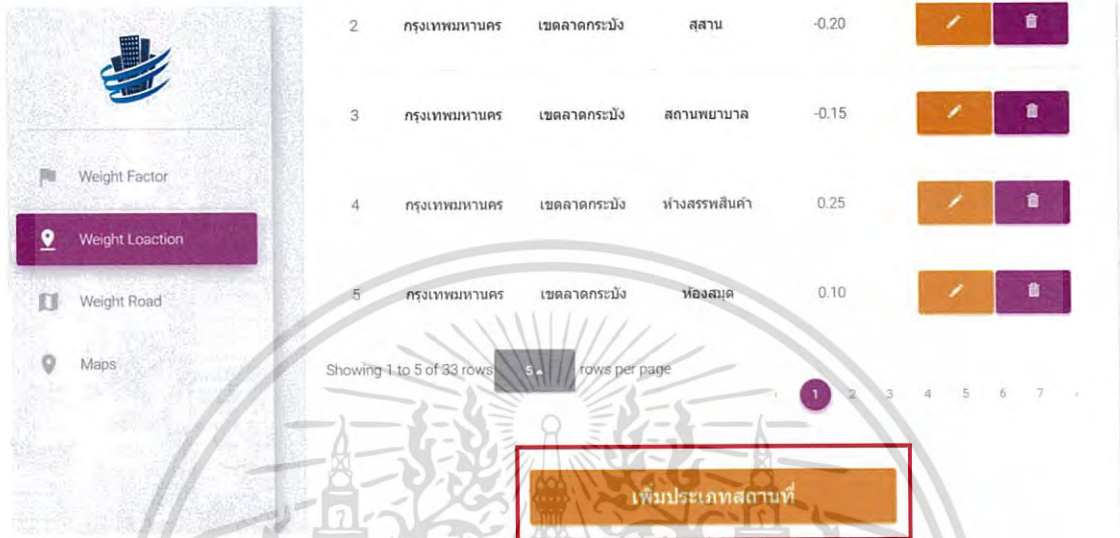 2 กรุงเทพมหานคร เขตลาดกระบัง สุสาน -0.20
3 กรุงเทพมหานคร เขตลาดกระบัง สถานพยาบาล -0.15
Weight Factor
4 กรุงเทพมหานคร เขตลาดกระบัง ห้างสรรพสินค้า 0.25
Weight Loaction
5 กรุงเทพมหานคร เขตลาดกระบัง ห้องสมุด 0.10
Weight Road
Maps
Showing 1 to 5 of 33 rows 5 rows per page
‹ 1 2 3 4 5 6 7 ›
เพิ่มประเภทสถานที่